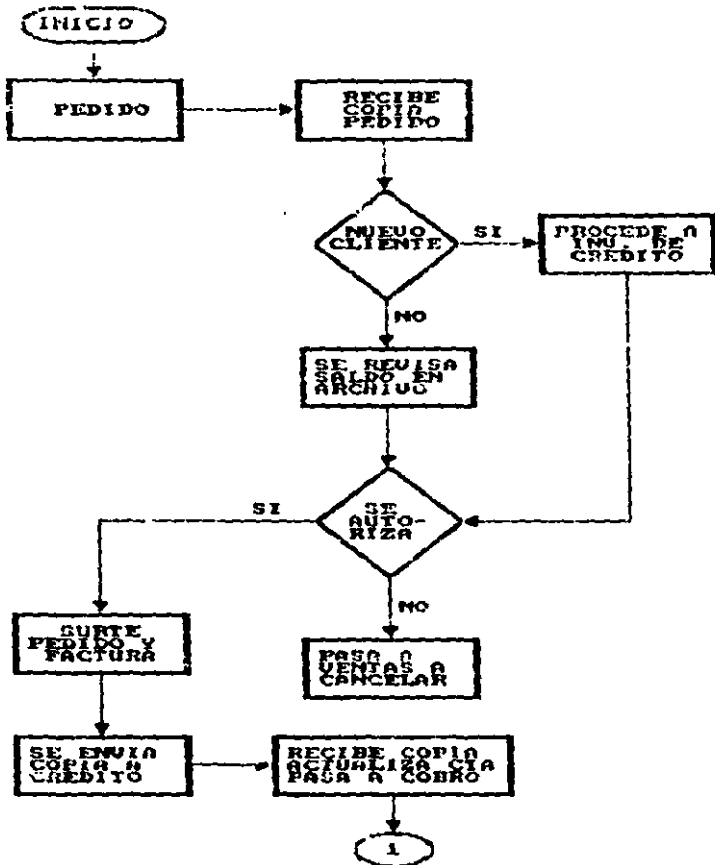 INICIO
PEDIDO
RECIBE
COPIA
PEDIDO
NUEVO
CLIENTE
SI
PROCEDE A
INV. DE
CREDITO
NO
SE REVISA
SALDO EN
ARCHIVO
SI
SE
AUTO-
RIZA
NO
SURTE
PEDIDO Y
FACTURA
PASA A
VENTAS A
CANCELAR
SE ENVIA
COPIA A
CREDITO
RECIBE COPIA
ACTUALIZA CTA
PASA A COBRO
1